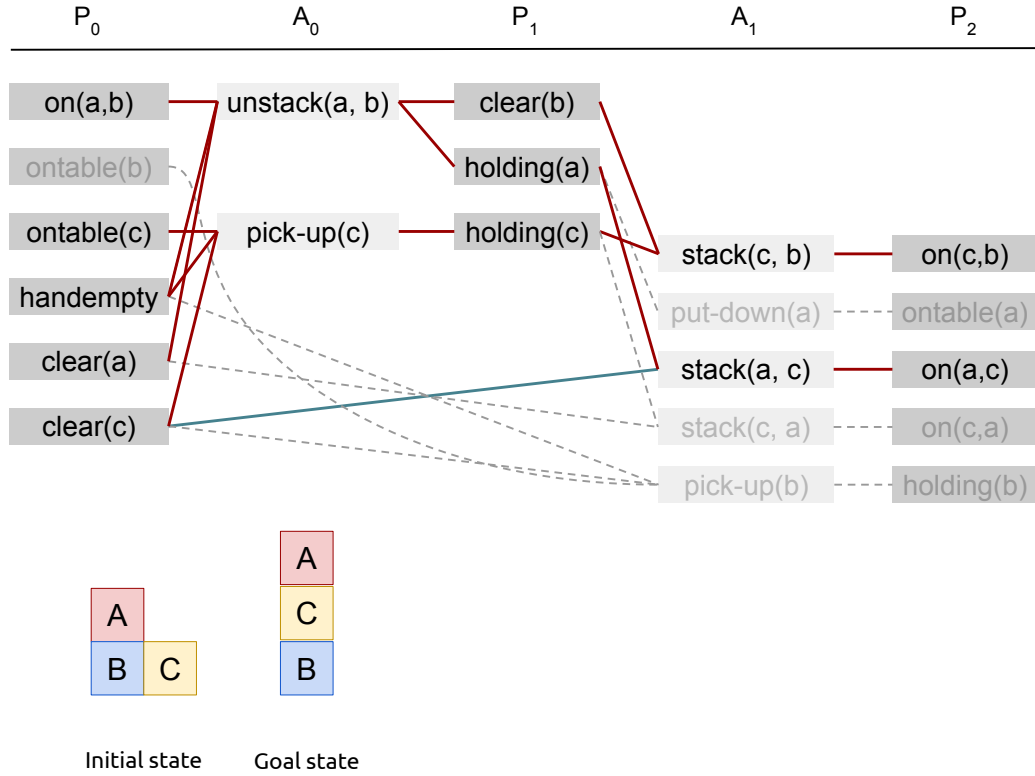 P0 A0 P1 A1 P2
on(a,b) unstack(a, b) clear(b)
ontable(b) holding(a)
ontable(c) pick-up(c) holding(c)
stack(c, b) on(c,b)
handempty put-down(a) ontable(a)
clear(a) stack(a, c) on(a,c)
clear(c) stack(c, a) on(c,a)
pick-up(b) holding(b)
A
C
B
A
B C
Initial state Goal state